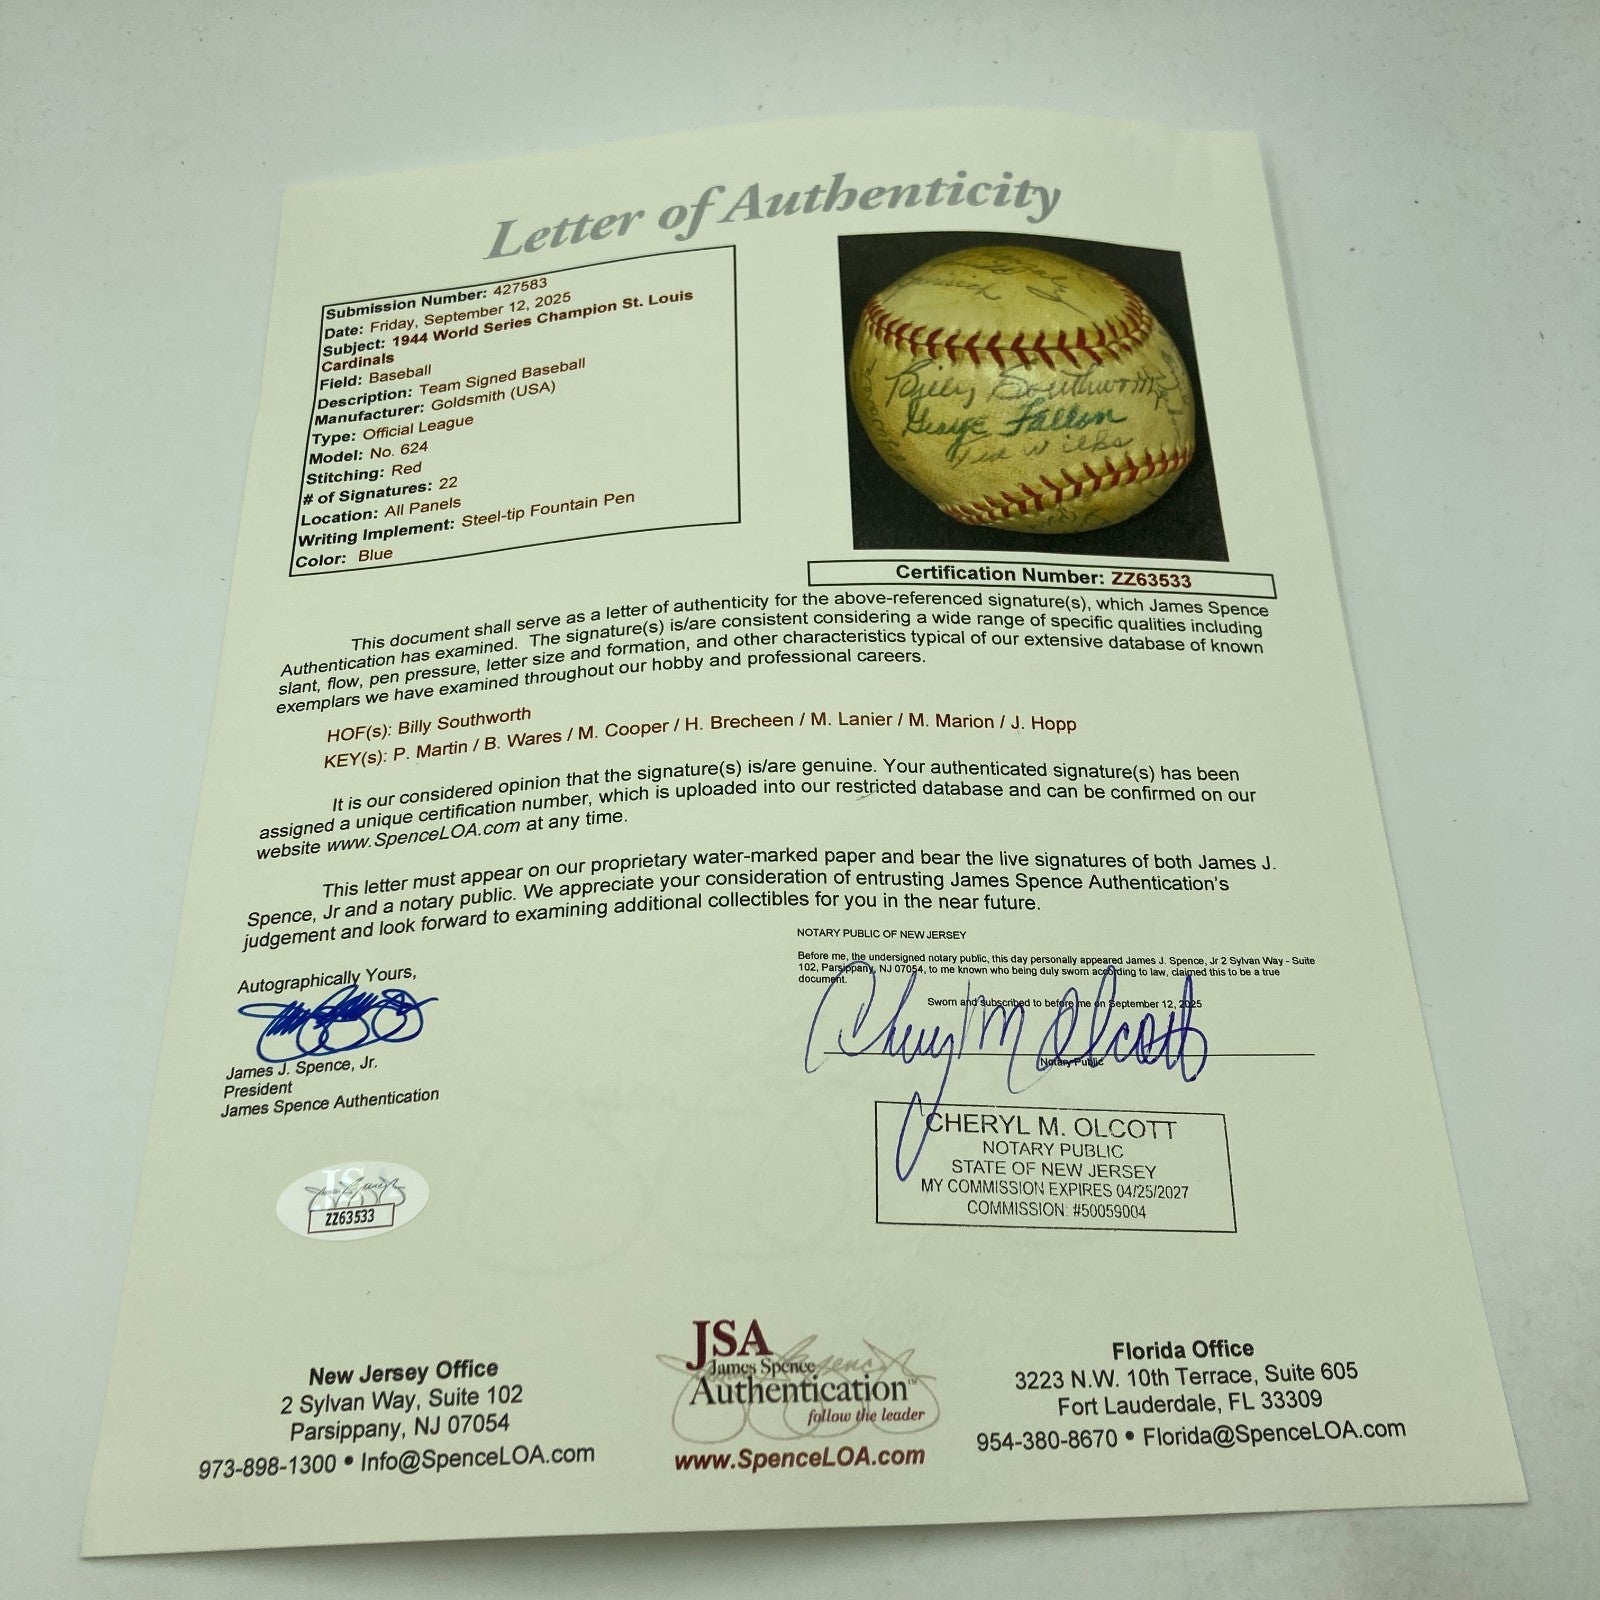 Letter of Authenticity
Submission Number: 427583
Date: Friday, September 12, 2025
Subject: 1944 World Series Champion St. Louis
Cardinals
Field: Baseball
Description: Team Signed Baseball
Manufacturer: Goldsmith (USA)
Type: Official League
Model: No. 624
Stitching: Red
# of Signatures: 22
Location: All Panels
Writing Implement: Steel-tip Fountain Pen
Color: Blue
Billy Southworth
George Fallon
Ted Wilks
Certification Number: ZZ63533
This document shall serve as a letter of authenticity for the above-referenced signature(s), which James Spence
Authentication has examined. The signature(s) is/are consistent considering a wide range of specific qualities including
slant, flow, pen pressure, letter size and formation, and other characteristics typical of our extensive database of known
exemplars we have examined throughout our hobby and professional careers.
HOF(s): Billy Southworth
KEY(s): P. Martin / B. Wares / M. Cooper / H. Brecheen / M. Lanier / M. Marion / J. Hopp
It is our considered opinion that the signature(s) is/are genuine. Your authenticated signature(s) has been
assigned a unique certification number, which is uploaded into our restricted database and can be confirmed on our
website www.SpenceLOA.com at any time.
This letter must appear on our proprietary water-marked paper and bear the live signatures of both James J.
Spence, Jr and a notary public. We appreciate your consideration of entrusting James Spence Authentication's
judgement and look forward to examining additional collectibles for you in the near future.
NOTARY PUBLIC OF NEW JERSEY
Before me, the undersigned notary public, this day personally appeared James J. Spence, Jr 2 Sylvan Way - Suite
102, Parsippany, NJ 07054, to me known who being duly sworn according to law, claimed this to be a true
document.
Sworn and subscribed to before me on September 12, 2025
Cheryl M Olcott
Notary Public
Autographically Yours,
James J. Spence, Jr.
President
James Spence Authentication
CHERYL M. OLCOTT
NOTARY PUBLIC
STATE OF NEW JERSEY
MY COMMISSION EXPIRES 04/25/2027
COMMISSION: #50059004
JSA
ZZ63533
New Jersey Office
2 Sylvan Way, Suite 102
Parsippany, NJ 07054
973-898-1300 • Info@SpenceLOA.com
JSA
James Spence
Authentication™
follow the leader
www.SpenceLOA.com
Florida Office
3223 N.W. 10th Terrace, Suite 605
Fort Lauderdale, FL 33309
954-380-8670 • Florida@SpenceLOA.com